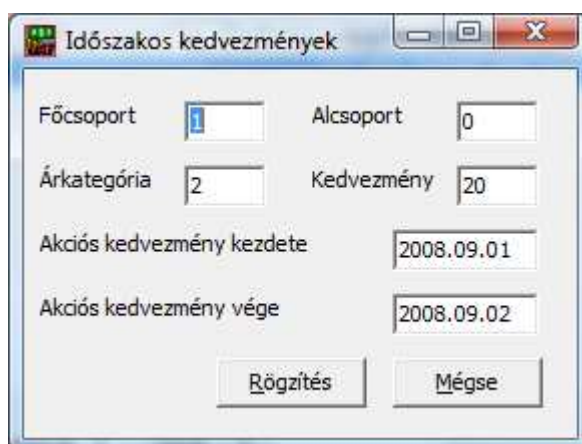 Időszakos kedvezmények
Főcsoport 1 Alcsoport 0
Árkategória 2 Kedvezmény 20
Akciós kedvezmény kezdete 2008.09.01
Akciós kedvezmény vége 2008.09.02
Rögzítés Mégse